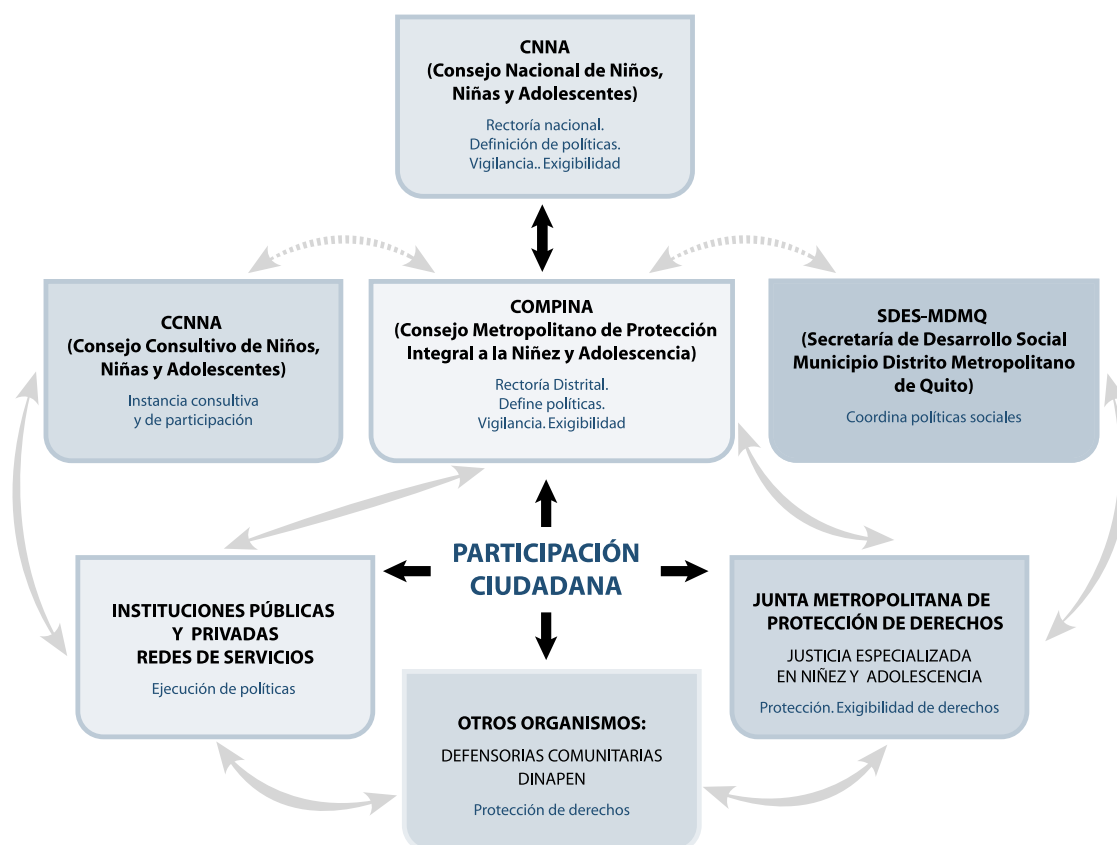 CNNA
(Consejo Nacional de Niños,
Niñas y Adolescentes)
Rectoría nacional.
Definición de políticas.
Vigilancia.. Exigibilidad
CCNNA
(Consejo Consultivo de Niños,
Niñas y Adolescentes)
Instancia consultiva
y de participación
COMPINA
(Consejo Metropolitano de Protección
Integral a la Niñez y Adolescencia)
Rectoría Distrital.
Define políticas.
Vigilancia. Exigibilidad
SDES-MDMQ
(Secretaría de Desarrollo Social
Municipio Distrito Metropolitano
de Quito)
Coordina políticas sociales
PARTICIPACIÓN
CIUDADANA
INSTITUCIONES PÚBLICAS
Y PRIVADAS
REDES DE SERVICIOS
Ejecución de políticas
JUNTA METROPOLITANA DE
PROTECCIÓN DE DERECHOS
JUSTICIA ESPECIALIZADA
EN NIÑEZ Y ADOLESCENCIA
Protección. Exigibilidad de derechos
OTROS ORGANISMOS:
DEFENSORIAS COMUNITARIAS
DINAPEN
Protección de derechos